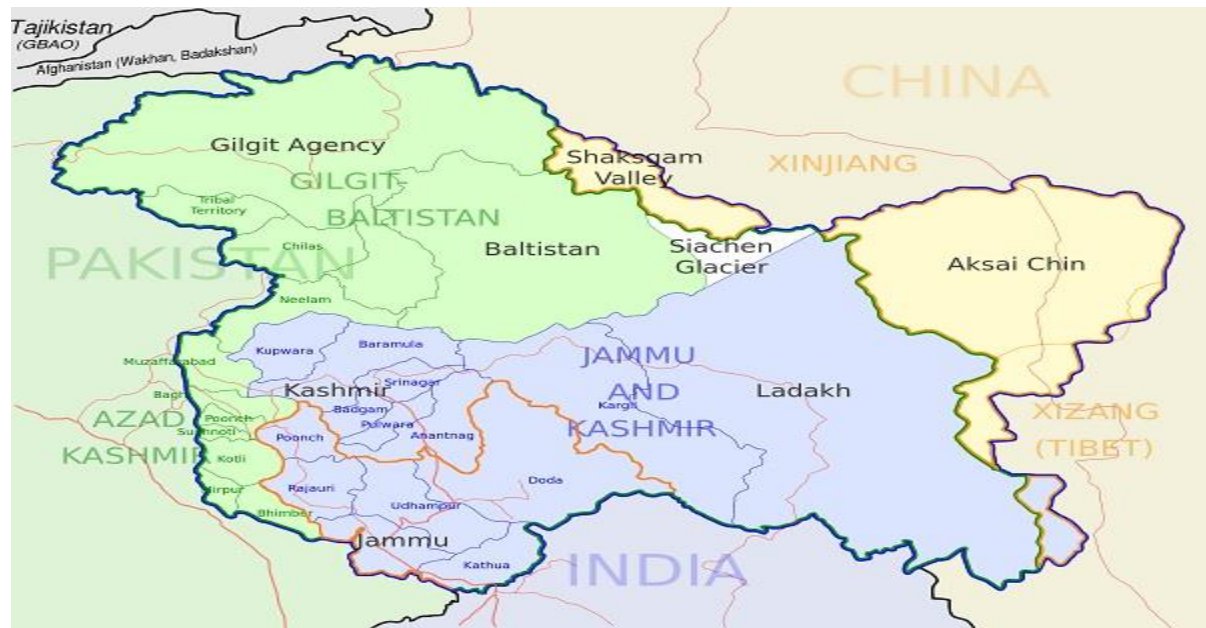 Tajikistan
(GBAO)
Afghanistan (Wakhan, Badakshan)
CHINA
Gilgit Agency
Shaksgam
Valley
XINJIANG
GILGIT-
BALTISTAN
Tribal
Territory
Chilas
Baltistan
Siachen
Glacier
Aksai Chin
PAKISTAN
Neelam
Kupwara
Baramula
Muzaffarabad
JAMMU
AND
KASHMIR
Kashmir
Srinagar
Ladakh
Kargil
Bagh
Badgam
Pulwara
AZAD
KASHMIR
Poonch
Sudhnoti
Poonch
Anantnag
XIZANG
(TIBET)
Kotli
Doda
Mirpur
Rajauri
Udhampur
Bhimber
Jammu
Kathua
INDIA